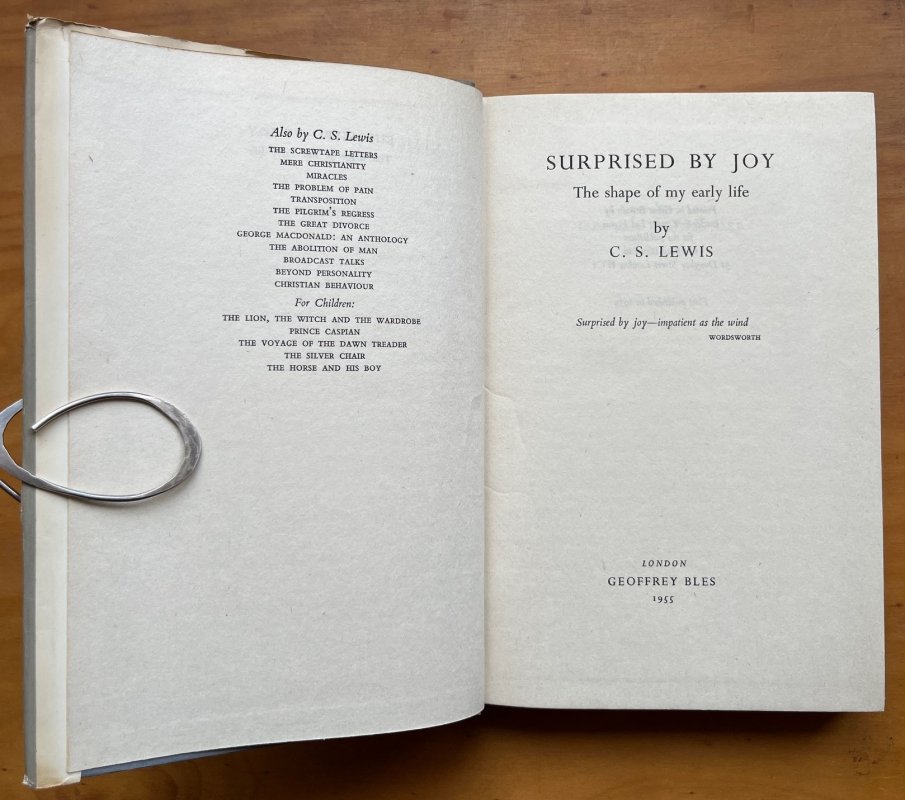 Also by C. S. Lewis
THE SCREWTAPE LETTERS
MERE CHRISTIANITY
MIRACLES
THE PROBLEM OF PAIN
TRANSPOSITION
THE PILGRIM'S REGRESS
THE GREAT DIVORCE
GEORGE MACDONALD: AN ANTHOLOGY
THE ABOLITION OF MAN
BROADCAST TALKS
BEYOND PERSONALITY
CHRISTIAN BEHAVIOUR
For Children:
THE LION, THE WITCH AND THE WARDROBE
PRINCE CASPIAN
THE VOYAGE OF THE DAWN TREADER
THE SILVER CHAIR
THE HORSE AND HIS BOY
SURPRISED BY JOY
The shape of my early life
by
C. S. LEWIS
Surprised by joy—impatient as the wind
WORDSWORTH
LONDON
GEOFFREY BLES
1955